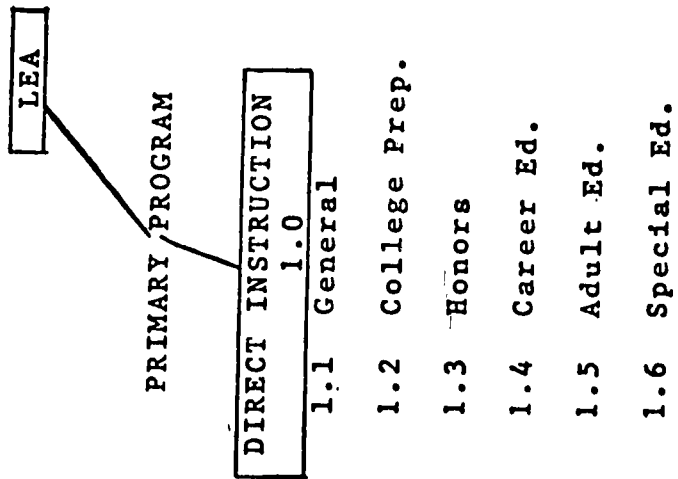 LEA
PRIMARY PROGRAM
DIRECT INSTRUCTION
1.0
1.1 General
1.2 College Prep.
1.3 Honors
1.4 Career Ed.
1.5 Adult Ed.
1.6 Special Ed.